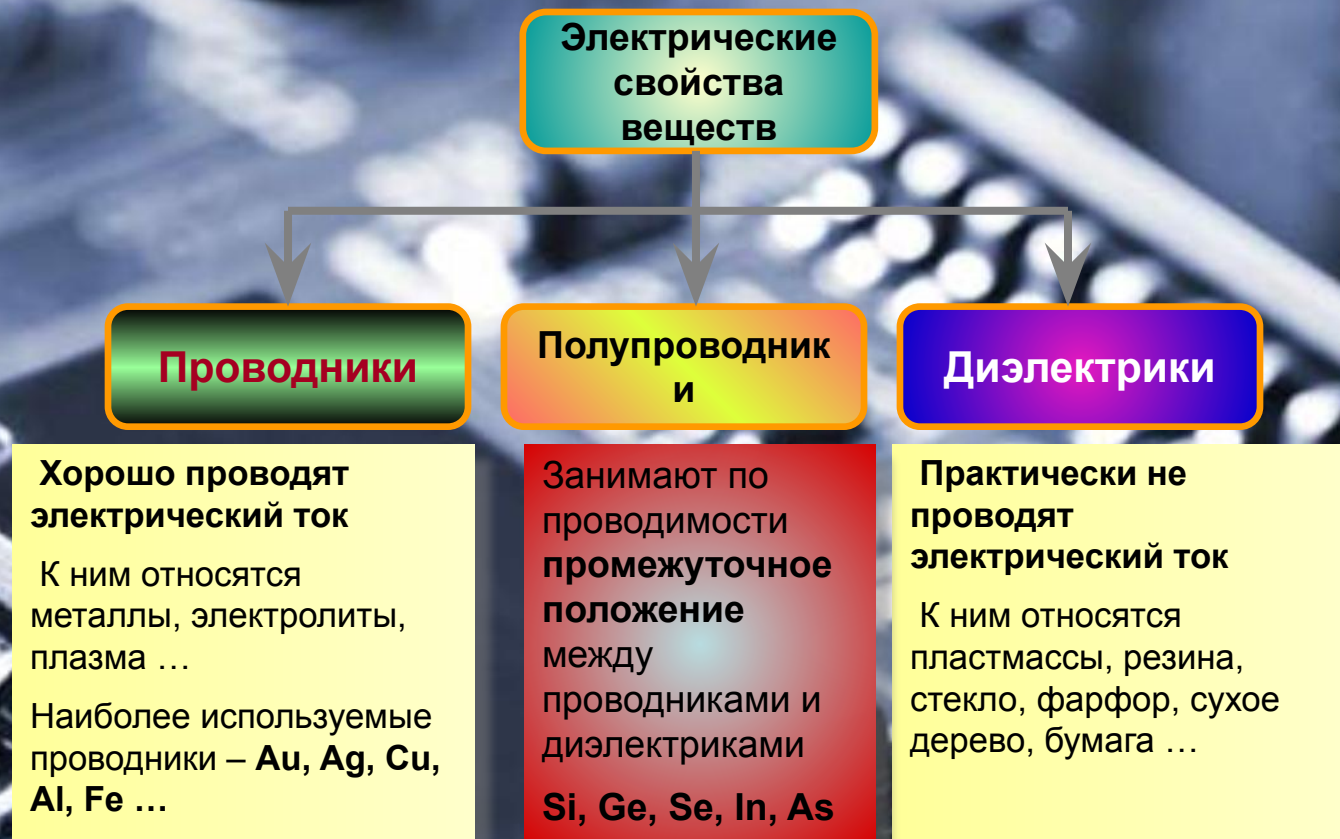 Электрические
свойства
веществ
Проводники
Полупроводник
и
Диэлектрики
Хорошо проводят
электрический ток
К ним относятся
металлы, электролиты,
плазма …
Наиболее используемые
проводники – Au, Ag, Cu,
Al, Fe …
Занимают по
проводимости
промежуточное
положение
между
проводниками и
диэлектриками
Si, Ge, Se, In, As
Практически не
проводят
электрический ток
К ним относятся
пластмассы, резина,
стекло, фарфор, сухое
дерево, бумага …